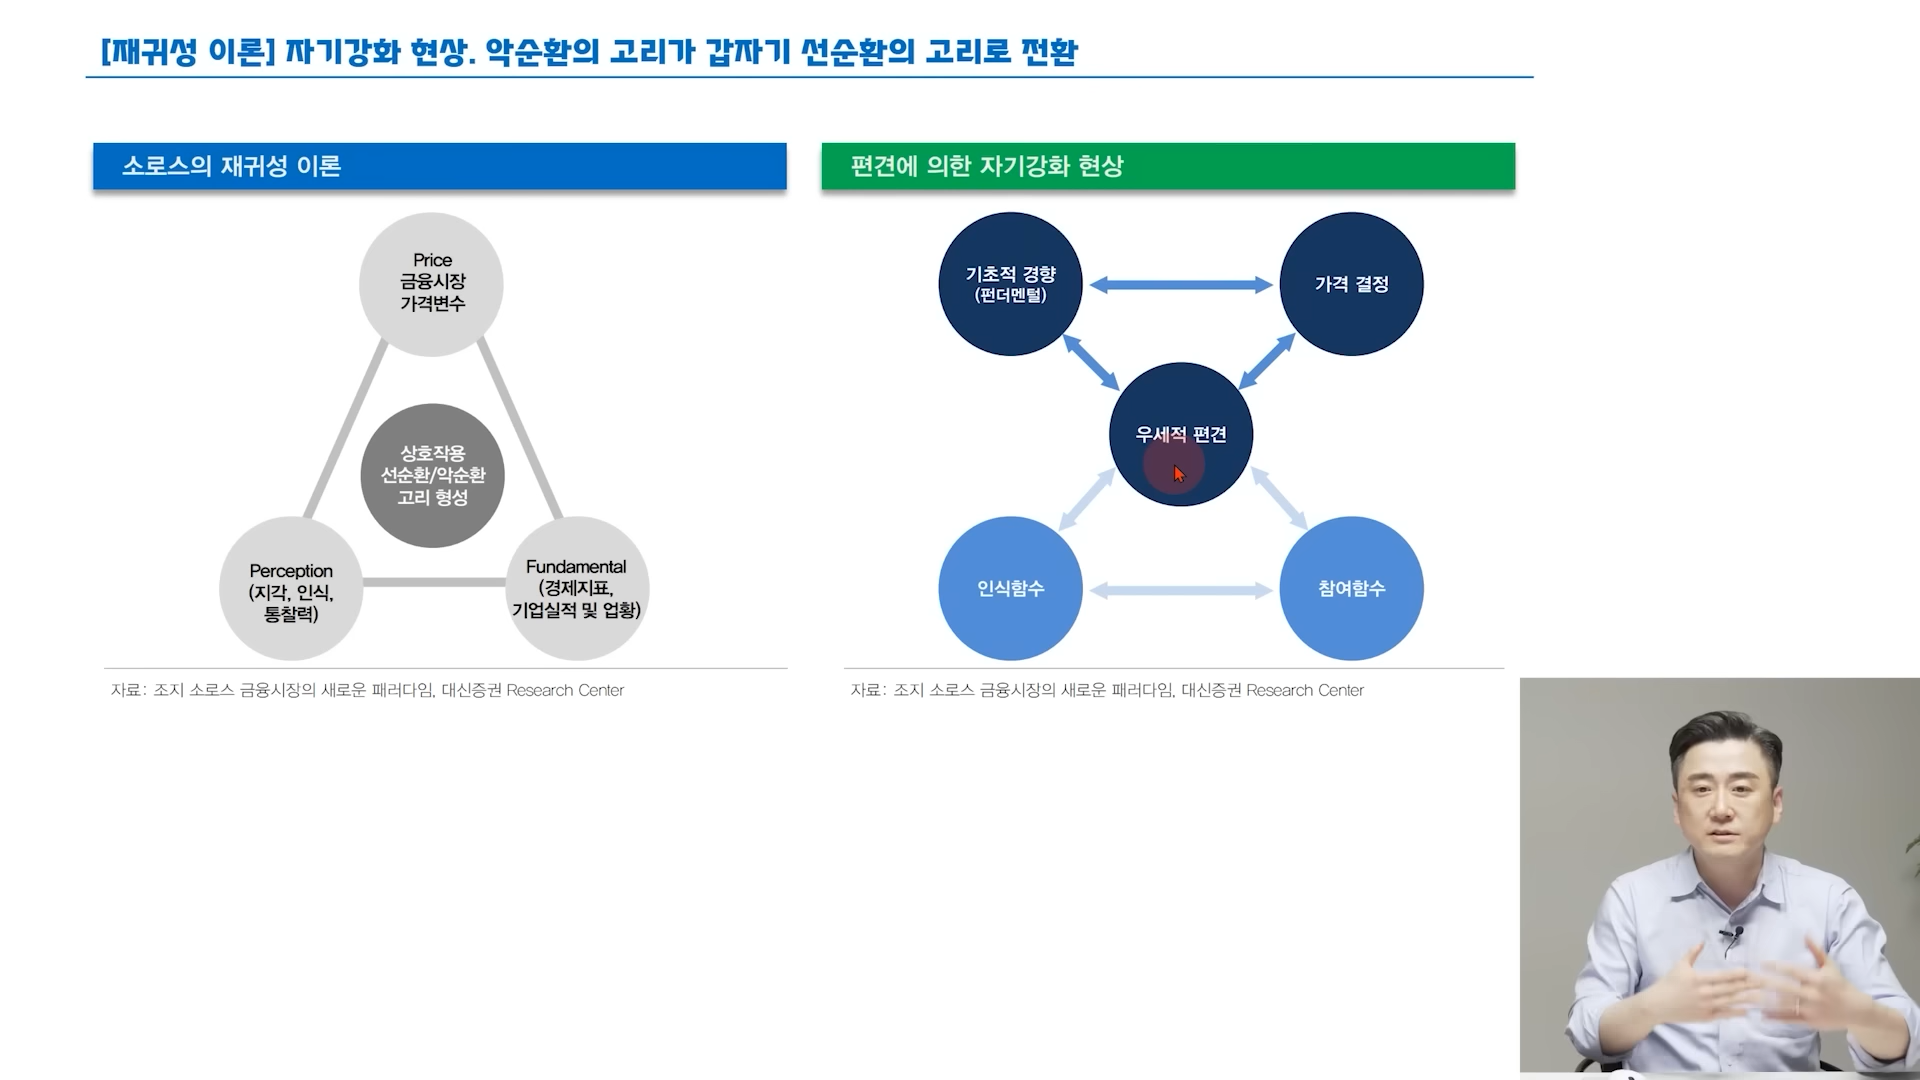 [재귀성 이론] 자기강화 현상. 악순환의 고리가 갑자기 선순환의 고리로 전환
소로스의 재귀성 이론
Price
금융시장
가격변수
상호작용
선순환/악순환
고리 형성
Perception
(지각, 인식,
통찰력)
Fundamental
(경제지표,
기업실적 및 업황)
자료: 조지 소로스 금융시장의 새로운 패러다임, 대신증권 Research Center
편견에 의한 자기강화 현상
기초적 경향
(펀더멘털)
가격 결정
우세적 편견
인식함수
참여함수
자료: 조지 소로스 금융시장의 새로운 패러다임, 대신증권 Research Center